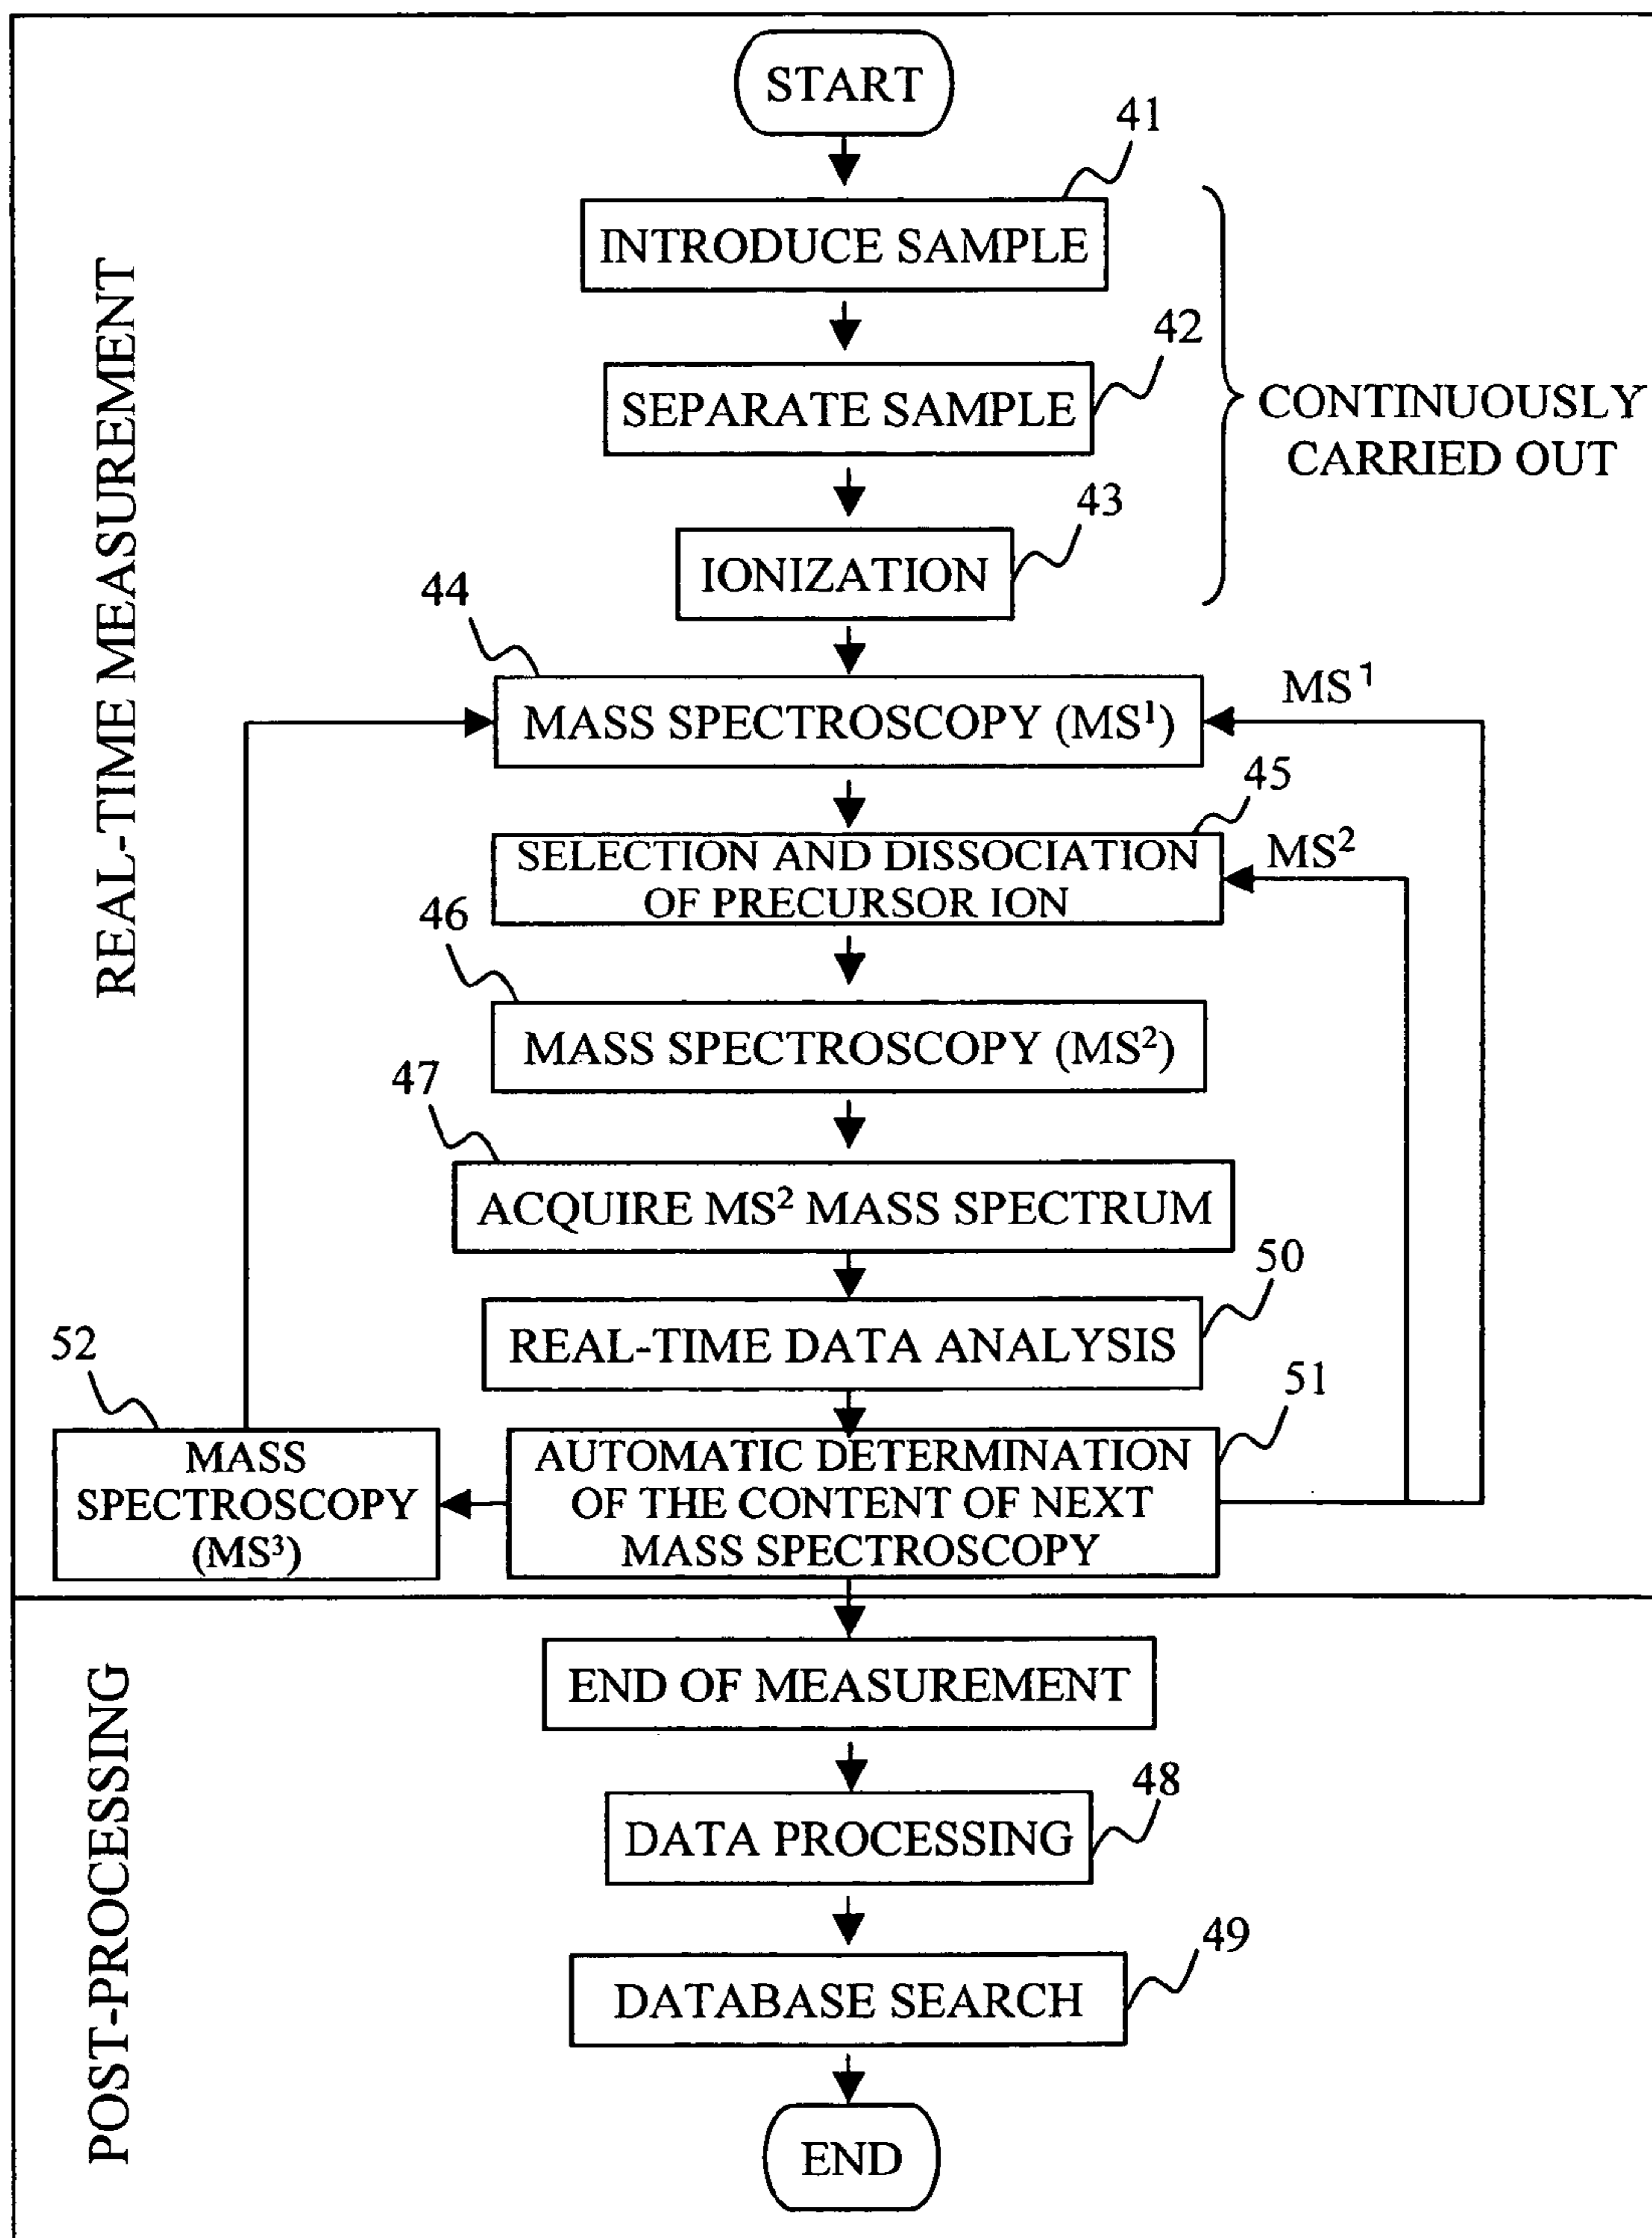 START
41
INTRODUCE SAMPLE
42
SEPARATE SAMPLE
CONTINUOUSLY
CARRIED OUT
43
IONIZATION
44
MASS SPECTROSCOPY (MS¹)
MS¹
45
SELECTION AND DISSOCIATION
OF PRECURSOR ION
MS²
46
MASS SPECTROSCOPY (MS²)
47
ACQUIRE MS² MASS SPECTRUM
50
REAL-TIME DATA ANALYSIS
51
AUTOMATIC DETERMINATION
OF THE CONTENT OF NEXT
MASS SPECTROSCOPY
52
MASS
SPECTROSCOPY
(MS³)
REAL-TIME MEASUREMENT
END OF MEASUREMENT
48
DATA PROCESSING
49
DATABASE SEARCH
END
POST-PROCESSING